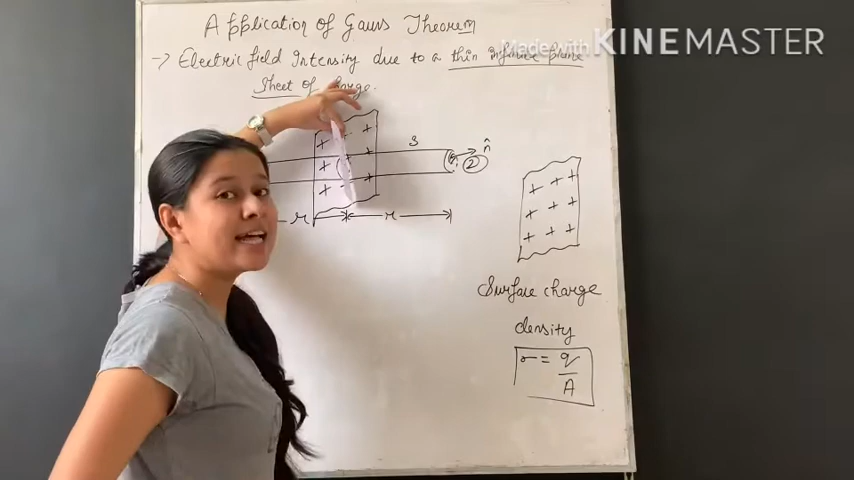 Application of Gauss Theorem
Made with KINEMASTER
→ Electric field Intensity due to a thin infinite plane
sheet of charge.
+ +
+ + S
+ + n̂
+ + 2
r r
+ + +
+ + +
+ + +
Surface charge
density
σ = q/A